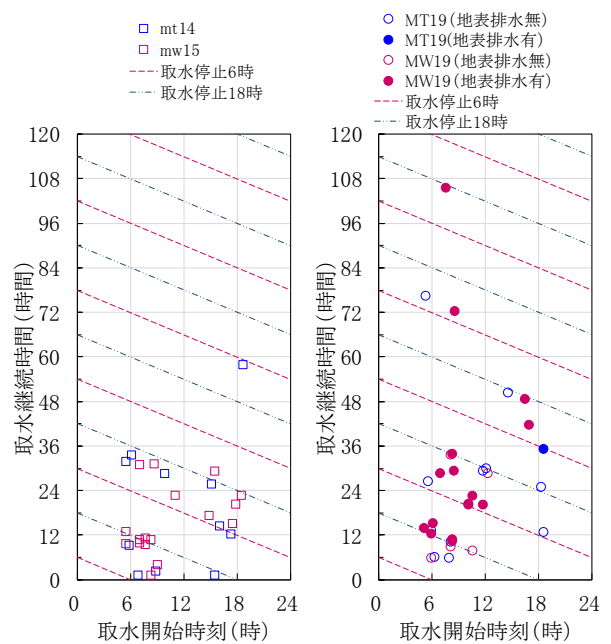 mt14
mw15
取水停止6時
取水停止18時
MT19(地表排水無)
MT19(地表排水有)
MW19(地表排水無)
MW19(地表排水有)
取水停止6時
取水停止18時
取水継続時間(時間)
120
108
96
84
72
60
48
36
24
12
0
0 6 12 18 24
取水開始時刻(時)
取水継続時間(時間)
120
108
96
84
72
60
48
36
24
12
0
0 6 12 18 24
取水開始時刻(時)